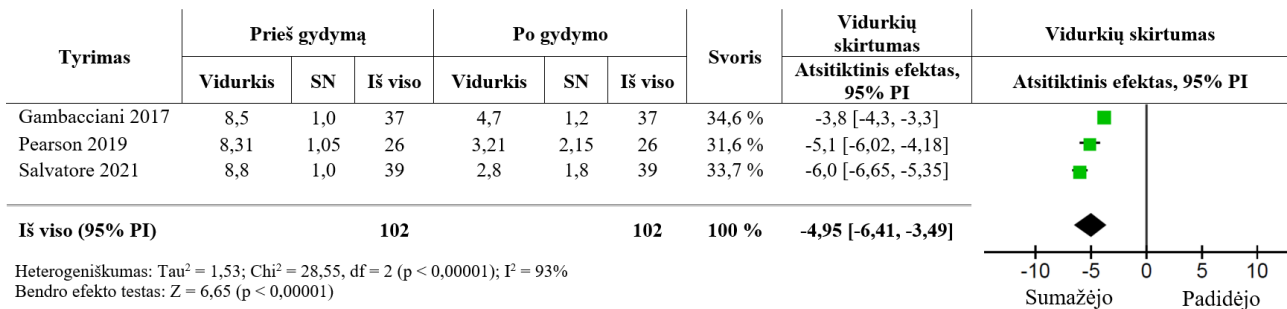 Tyrimas Prieš gydymą Po gydymo Svoris Vidurkių skirtumas Vidurkių skirtumas
Vidurkis SN Iš viso Vidurkis SN Iš viso Atsitiktinis efektas, 95% PI Atsitiktinis efektas, 95% PI
Gambacciani 2017 8,5 1,0 37 4,7 1,2 37 34,6 % -3,8 [-4,3, -3,3]
Pearson 2019 8,31 1,05 26 3,21 2,15 26 31,6 % -5,1 [-6,02, -4,18]
Salvatore 2021 8,8 1,0 39 2,8 1,8 39 33,7 % -6,0 [-6,65, -5,35]
Iš viso (95% PI) 102 102 100 % -4,95 [-6,41, -3,49]
Heterogeniškumas: Tau² = 1,53; Chi² = 28,55, df = 2 (p < 0,00001); I² = 93%
Bendro efekto testas: Z = 6,65 (p < 0,00001)
-10 -5 0 5 10
Sumažėjo Padidėjo